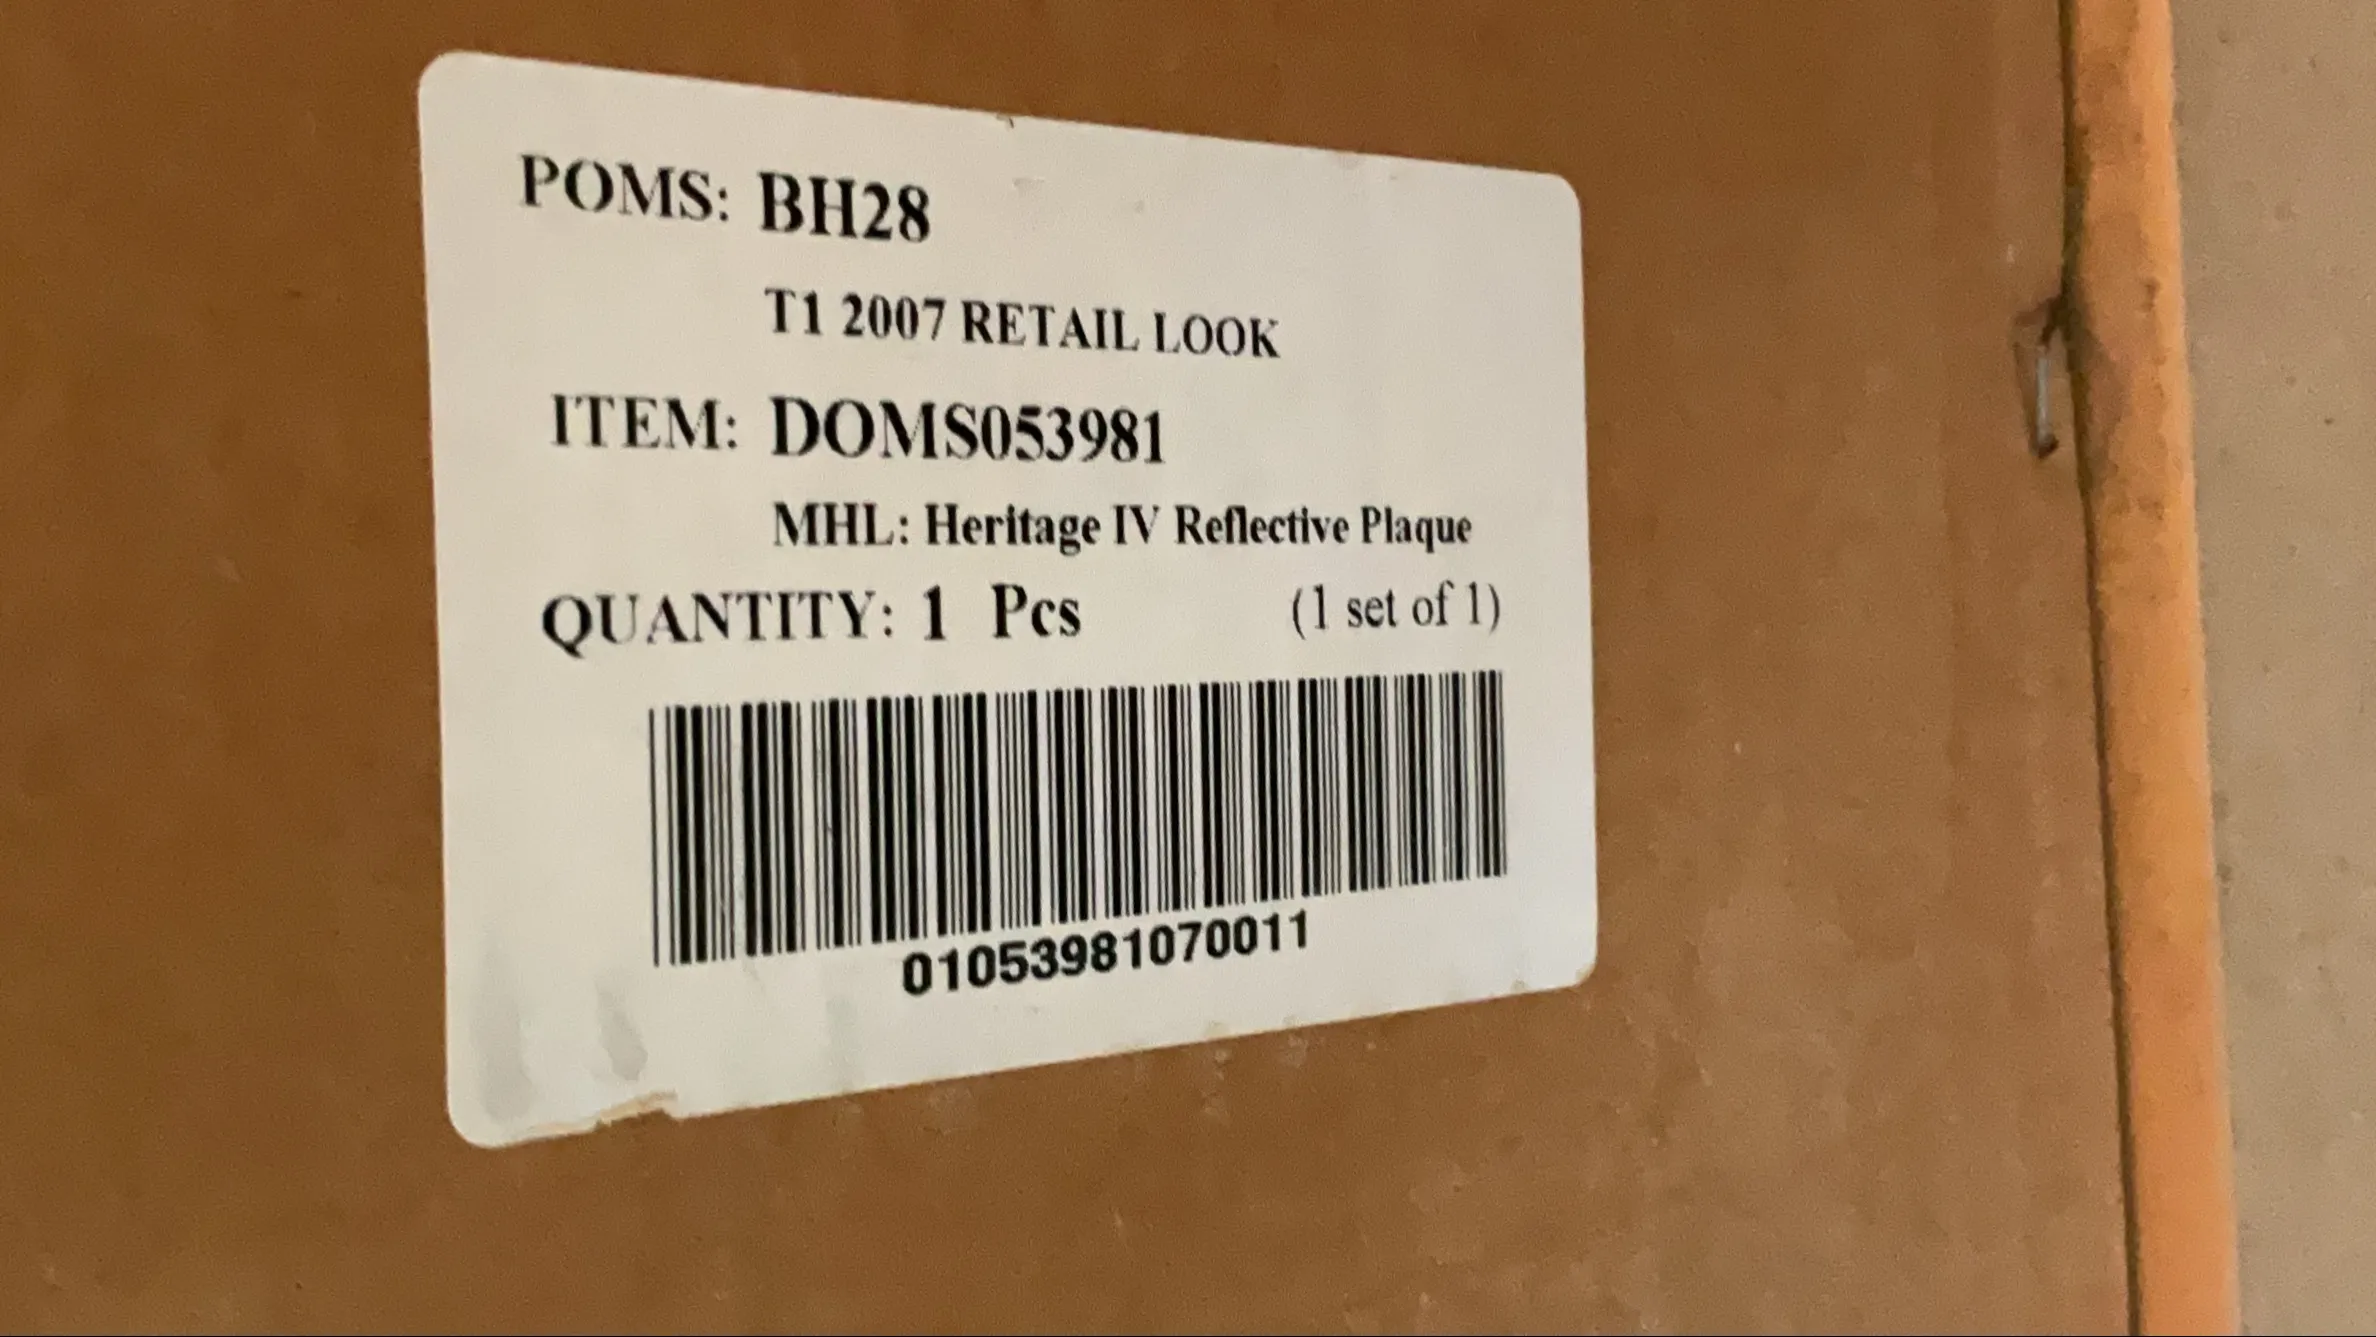 POMS: BH28
T1 2007 RETAIL LOOK
ITEM: DOMS053981
MHL: Heritage IV Reflective Plaque
QUANTITY: 1 Pcs (1 set of 1)
01053981070011